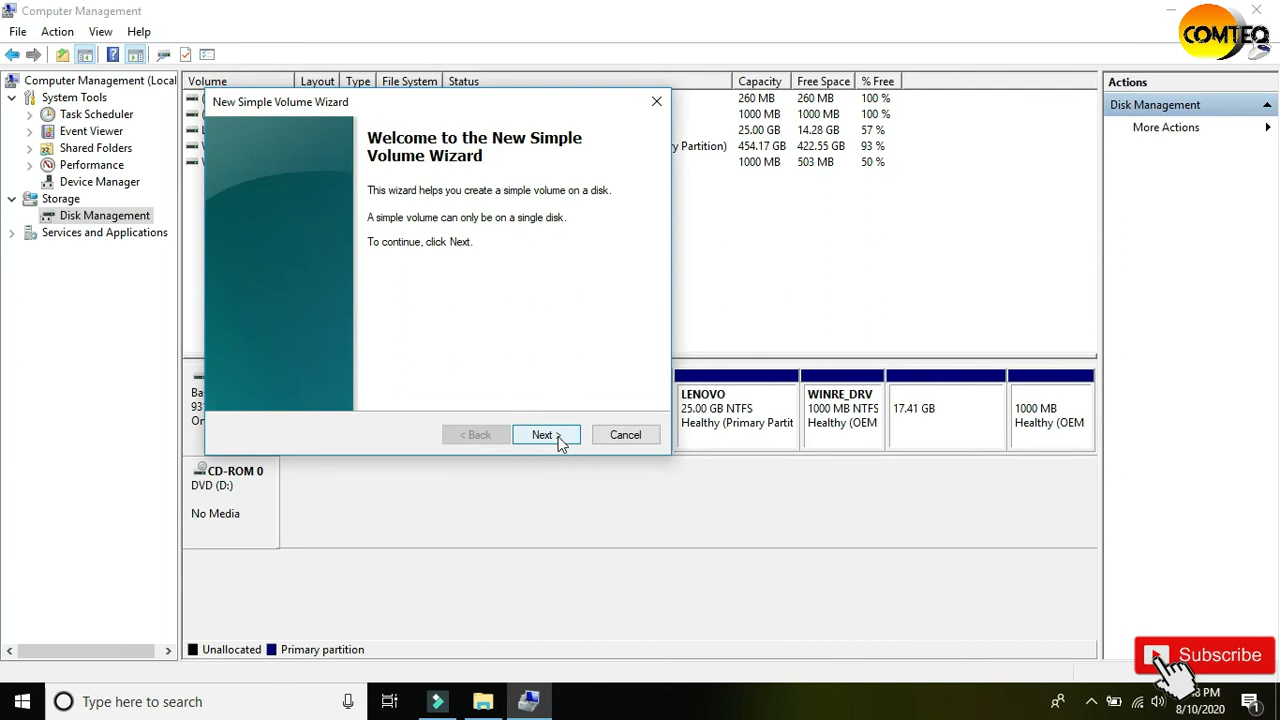 Computer Management
COMTEQ
File Action View Help
Computer Management (Local
System Tools
Task Scheduler
Event Viewer
Shared Folders
Performance
Device Manager
Storage
Disk Management
Services and Applications
Volume Layout Type File System Status Capacity Free Space % Free
260 MB 260 MB 100 %
1000 MB 1000 MB 100 %
25.00 GB 14.28 GB 57 %
y Partition) 454.17 GB 422.55 GB 93 %
1000 MB 503 MB 50 %
Actions
Disk Management
More Actions
New Simple Volume Wizard
Welcome to the New Simple
Volume Wizard
This wizard helps you create a simple volume on a disk.
A simple volume can only be on a single disk.
To continue, click Next.
< Back Next > Cancel
Bas
931
On
LENOVO
25.00 GB NTFS
Healthy (Primary Partit
WINRE_DRV
1000 MB NTFS
Healthy (OEM
17.41 GB
1000 MB
Healthy (OEM
CD-ROM 0
DVD (D:)
No Media
Unallocated Primary partition
Subscribe
Type here to search
8 PM
8/10/2020
1